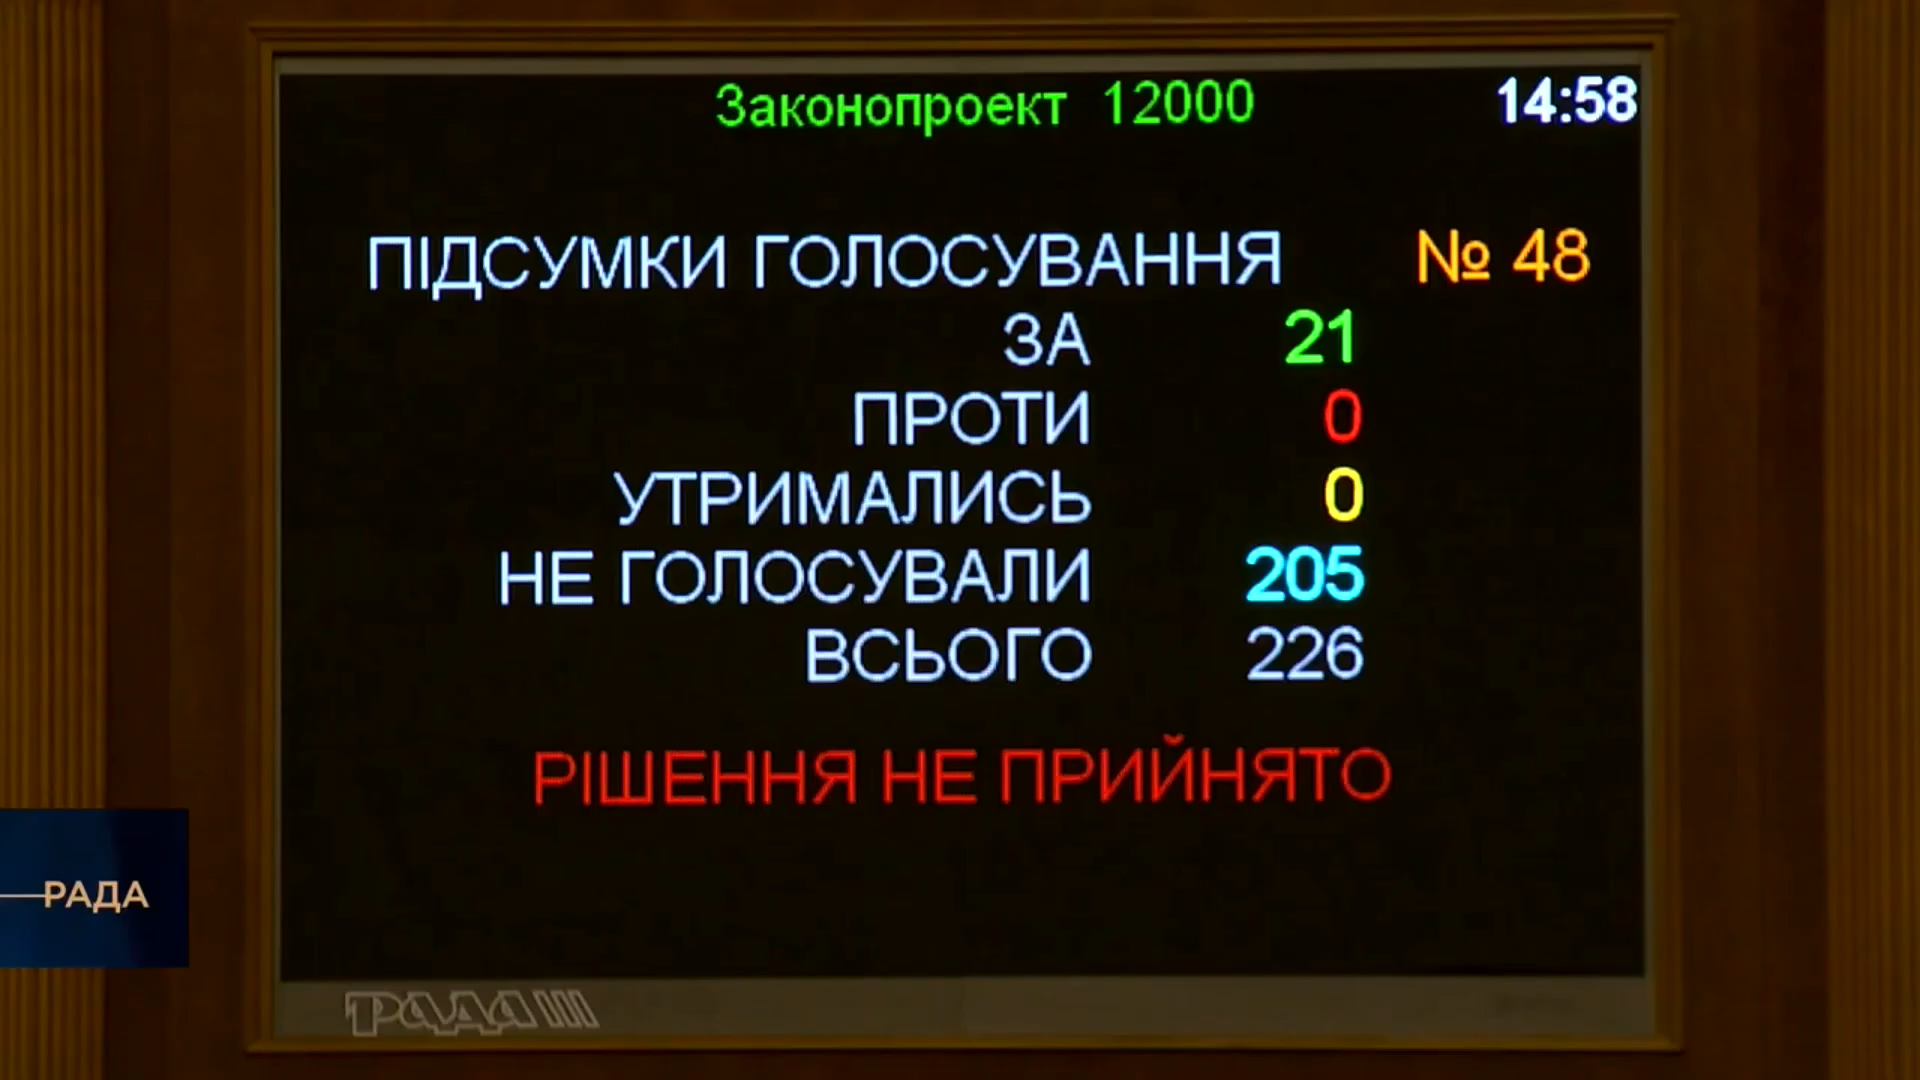 Законопроект 12000 14:58
ПІДСУМКИ ГОЛОСУВАННЯ № 48
ЗА 21
ПРОТИ 0
УТРИМАЛИСЬ 0
НЕ ГОЛОСУВАЛИ 205
ВСЬОГО 226
РІШЕННЯ НЕ ПРИЙНЯТО
РАДА
РАДА III